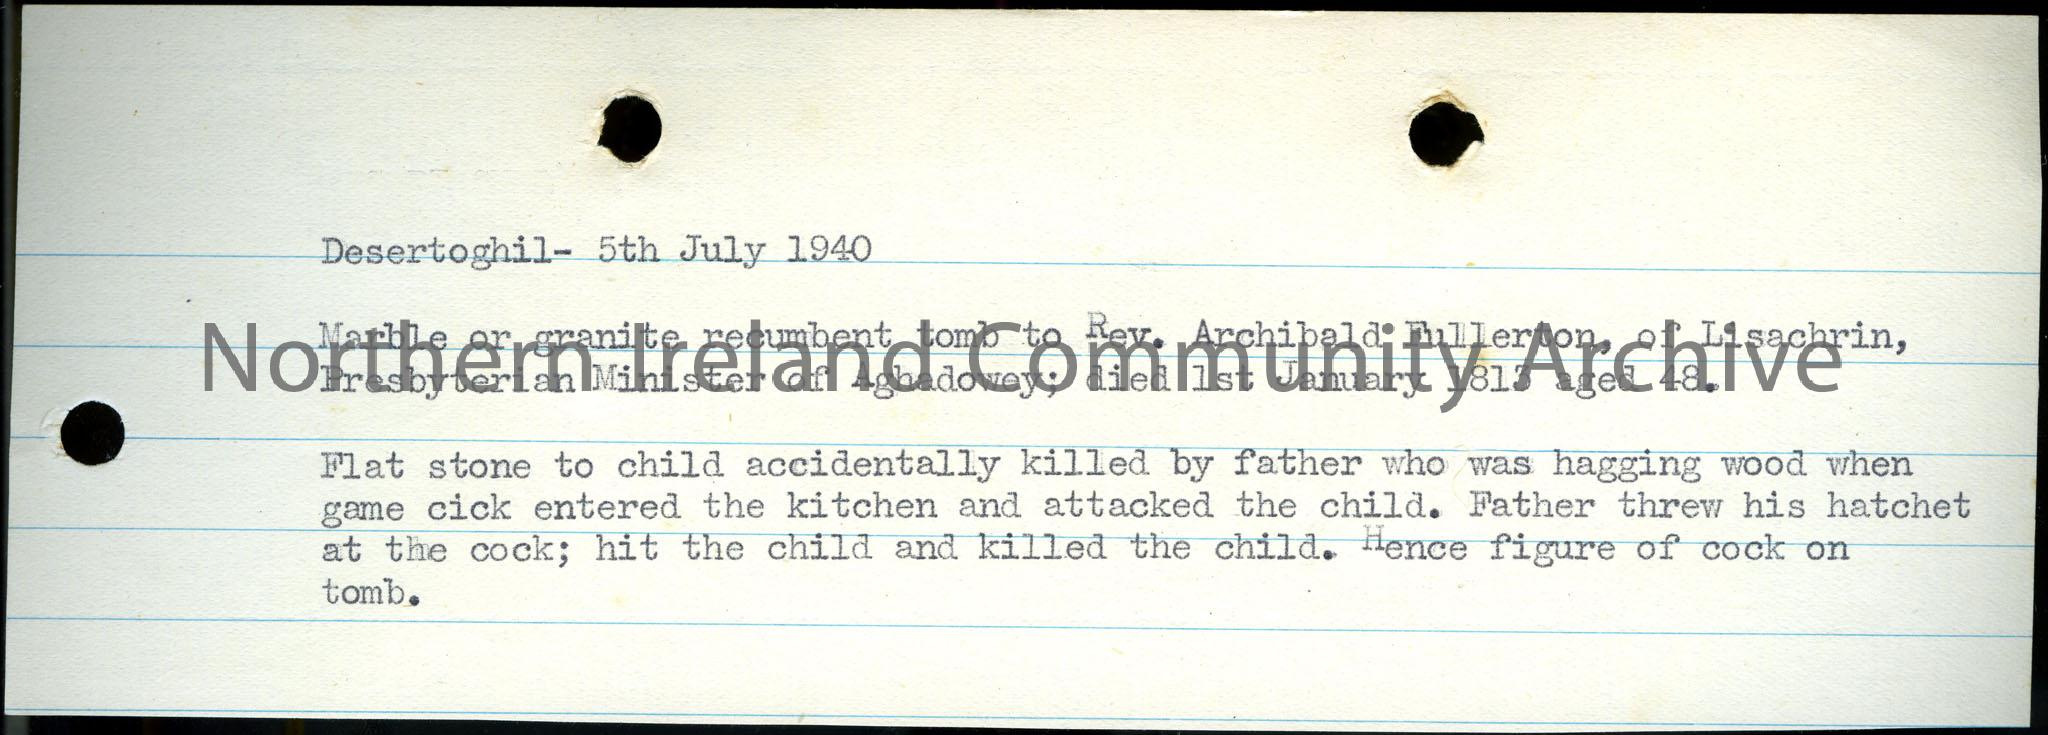 Desertoghil- 5th July 1940
Marble or granite recumbent tomb to Rev. Archibald Fullerton, of Lisachrin,
Northern Ireland Community Archive
Presbyterian Minister of Aghadowey; died 1st January 1813 aged 48.
Flat stone to child accidentally killed by father who was hagging wood when
game cick entered the kitchen and attacked the child. Father threw his hatchet
at the cock; hit the child and killed the child. Hence figure of cock on
tomb.